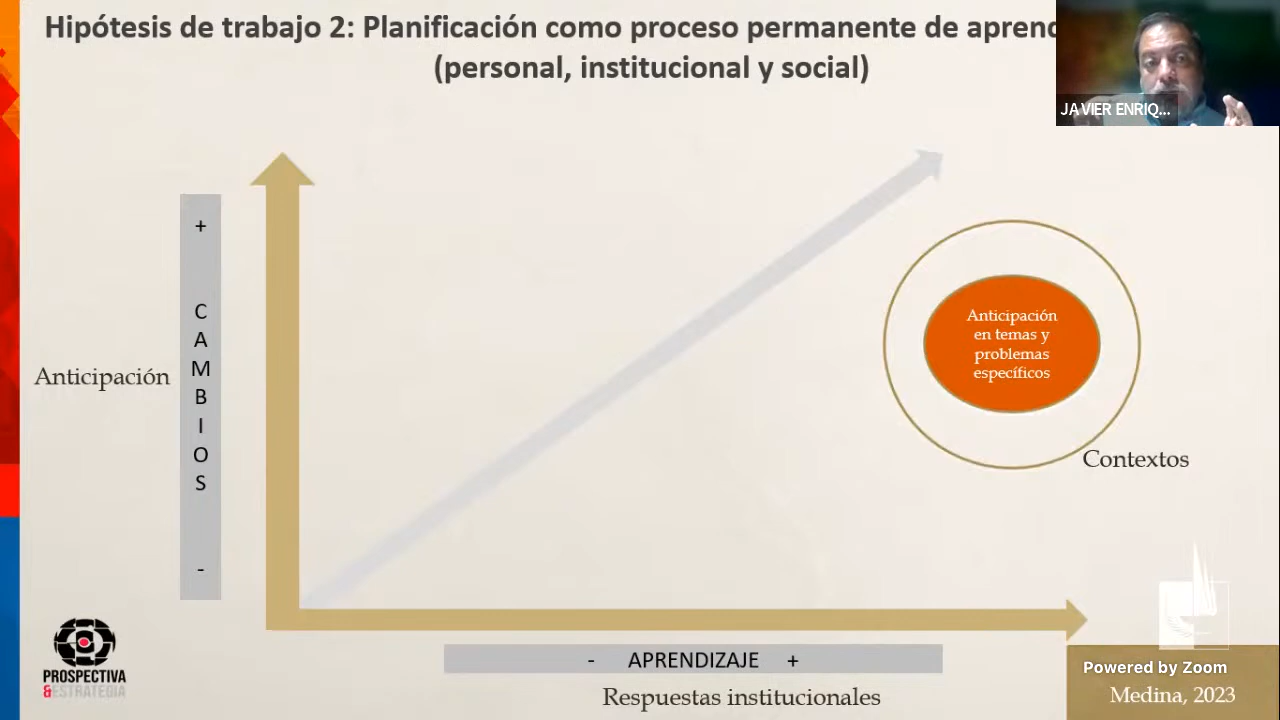 Hipótesis de trabajo 2: Planificación como proceso permanente de
(personal, institucional y social)
JAVIER ENRIQ...
+
CAMBIOS
-
Anticipación
Anticipación
en temas y
problemas
específicos
Contextos
- APRENDIZAJE +
Respuestas institucionales
PROSPECTIVA
&ESTRATEGIA
Powered by Zoom
Medina, 2023